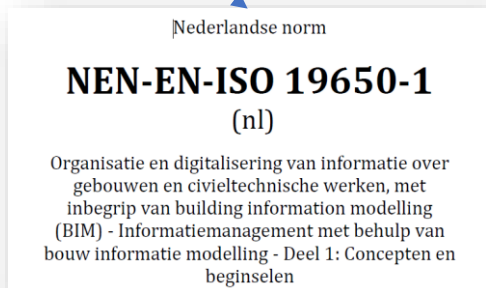 Nederlandse norm
NEN-EN-ISO 19650-1
(nl)
Organisatie en digitalisering van informatie over
gebouwen en civieltechnische werken, met
inbegrip van building information modelling
(BIM) - Informatiemanagement met behulp van
bouw informatie modelling - Deel 1: Concepten en
beginselen